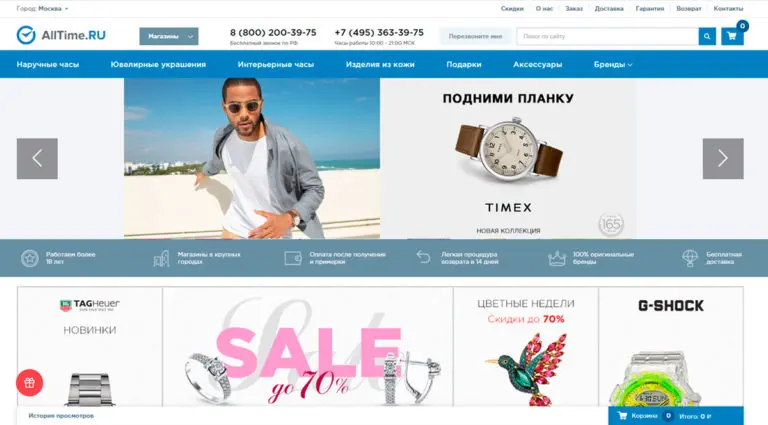 Город: Москва
Скидки О нас Заказ Доставка Гарантия Возврат Контакты
AllTime.RU
Магазины
8 (800) 200-39-75
Бесплатный звонок по РФ
+7 (495) 363-39-75
Часы работы 10:00 - 21:00 МСК
Перезвоните мне
Поиск по сайту
0
Наручные часы Ювелирные украшения Интерьерные часы Изделия из кожи Подарки Аксессуары Бренды
ПОДНИМИ ПЛАНКУ
TIMEX
НОВАЯ КОЛЛЕКЦИЯ
165
Работаем более
18 лет
Магазины в крупных
городах
Оплата после получения
и примерки
Легкая процедура
возврата в 14 дней
100% оригинальные
бренды
Бесплатная
доставка
TAGHeuer
НОВИНКИ
SALE
до 70%
ЦВЕТНЫЕ НЕДЕЛИ
Скидки до 70%
G-SHOCK
История просмотров
Корзина 0 Итого: 0 ₽